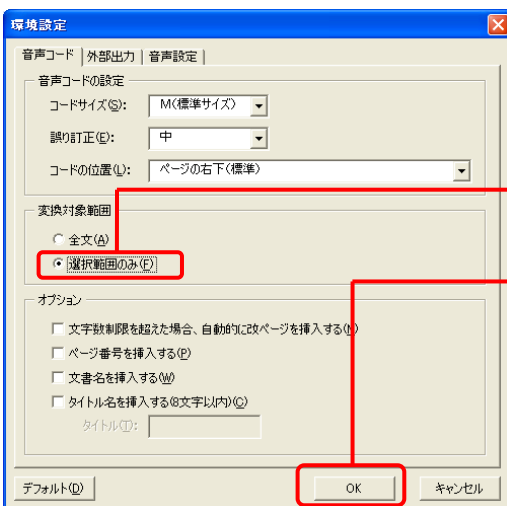 環境設定
音声コード 外部出力 音声設定
音声コードの設定
コードサイズ(S): M(標準サイズ)
誤り訂正(E): 中
コードの位置(L): ページの右下(標準)
変換対象範囲
全文(A)
選択範囲のみ(F)
オプション
文字数制限を超えた場合、自動的に改ページを挿入する(N)
ページ番号を挿入する(P)
文書名を挿入する(W)
タイトル名を挿入する(8文字以内)(C)
タイトル(T):
デフォルト(D) OK キャンセル